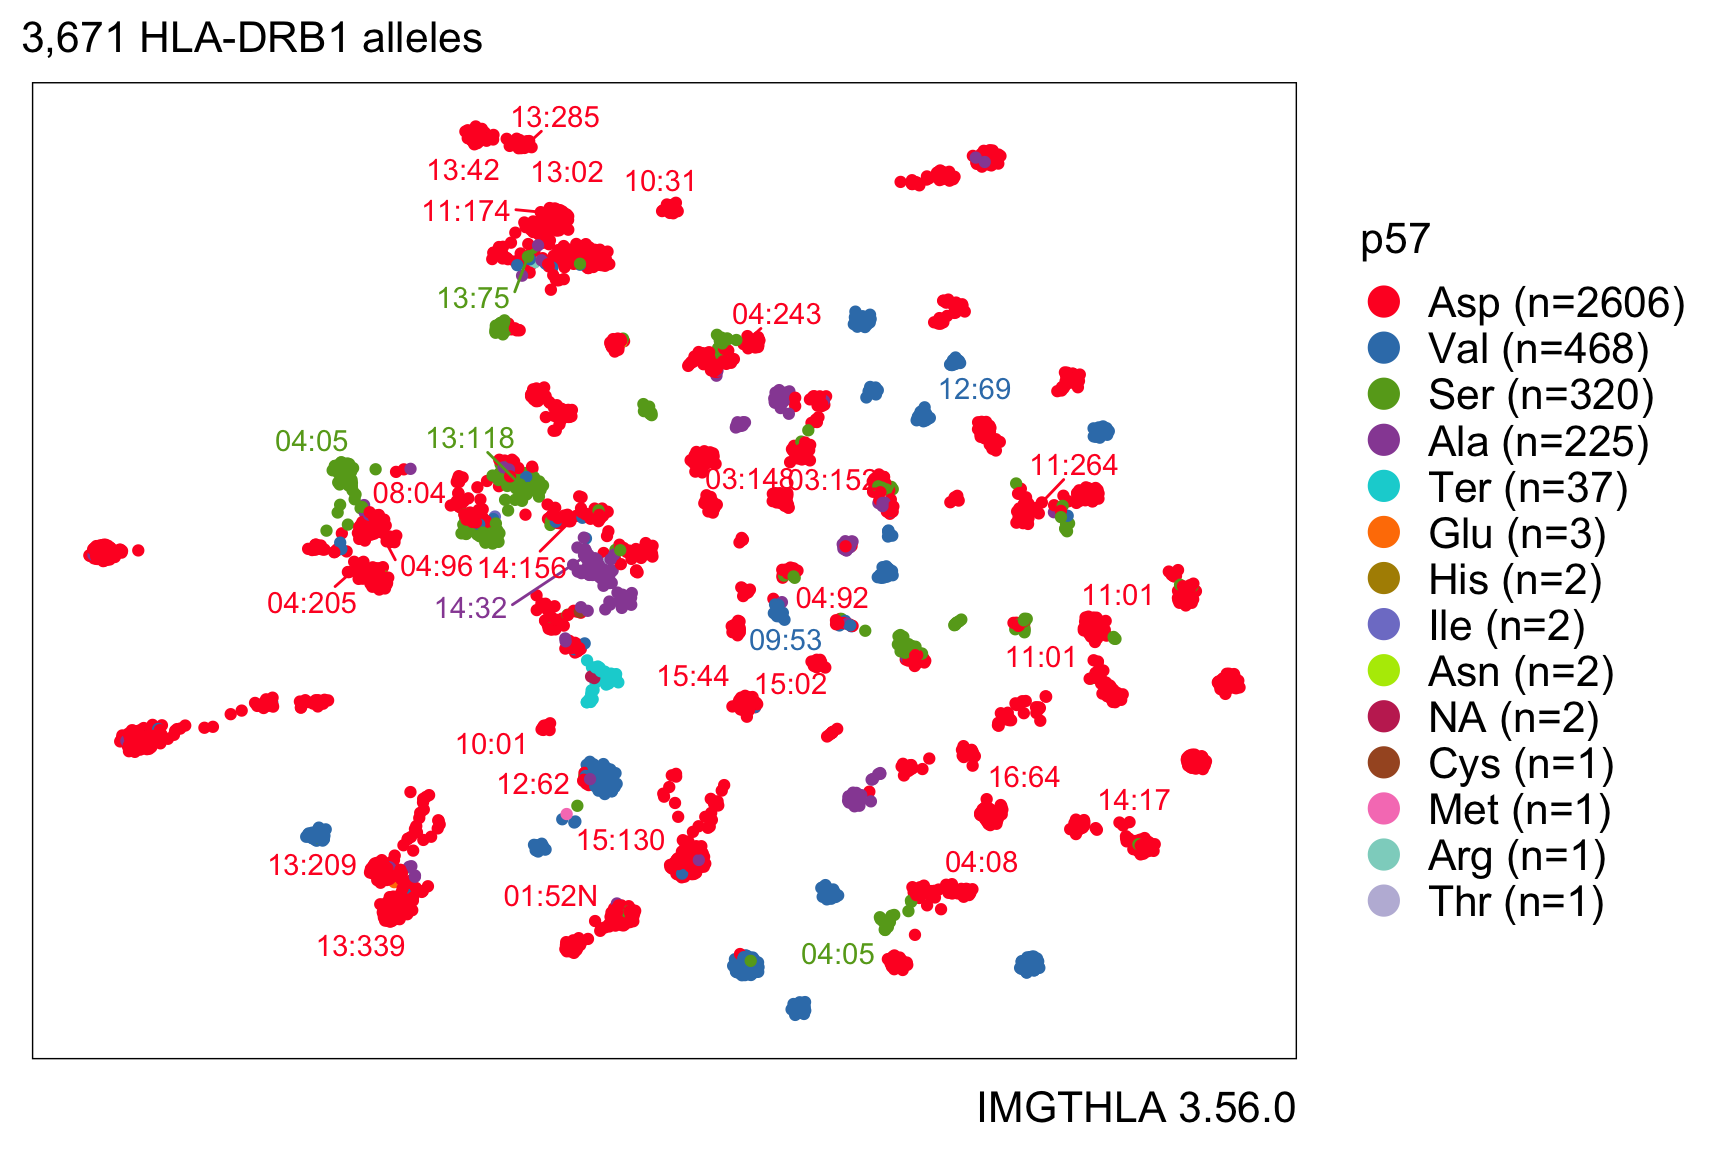 3,671 HLA-DRB1 alleles
13:285
13:42
13:02
10:31
11:174
13:75
04:243
12:69
04:05
13:118
11:264
08:04
03:148
03:152
04:96
14:156
04:205
14:32
04:92
11:01
09:53
11:01
15:44
15:02
10:01
12:62
16:64
14:17
15:130
13:209
04:08
01:52N
13:339
04:05
p57
Asp (n=2606)
Val (n=468)
Ser (n=320)
Ala (n=225)
Ter (n=37)
Glu (n=3)
His (n=2)
Ile (n=2)
Asn (n=2)
NA (n=2)
Cys (n=1)
Met (n=1)
Arg (n=1)
Thr (n=1)
IMGTHLA 3.56.0